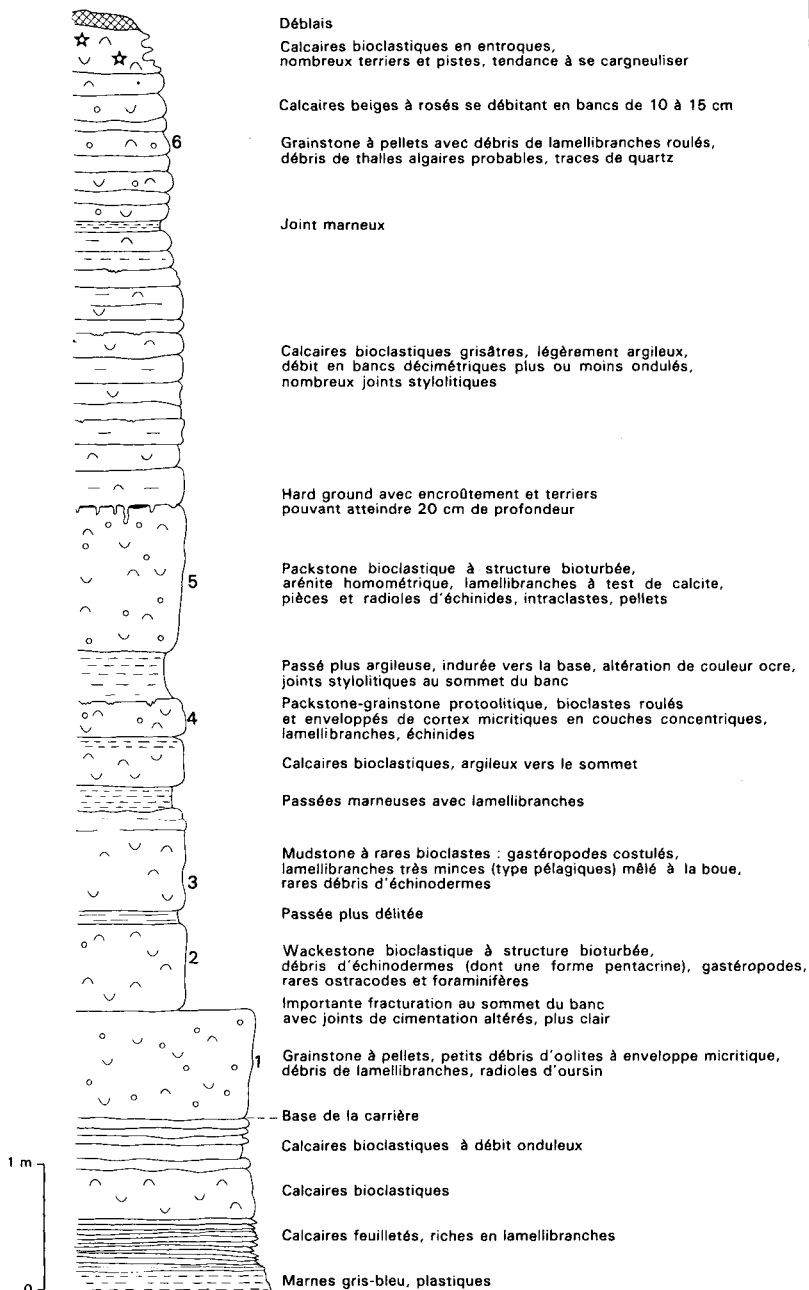 Déblais
Calcaires bioclastiques en entroques,
nombreux terriers et pistes, tendance à se cargneuliser
Calcaires beiges à rosés se débitant en bancs de 10 à 15 cm
6
Grainstone à pellets avec débris de lamellibranches roulés,
débris de thalles algaires probables, traces de quartz
Joint marneux
Calcaires bioclastiques grisâtres, légèrement argileux,
débit en bancs décimétriques plus ou moins ondulés,
nombreux joints stylolitiques
Hard ground avec encroûtement et terriers
pouvant atteindre 20 cm de profondeur
5
Packstone bioclastique à structure bioturbée,
arénite homométrique, lamellibranches à test de calcite,
pièces et radioles d'échinides, intraclastes, pellets
Passé plus argileuse, indurée vers la base, altération de couleur ocre,
joints stylolitiques au sommet du banc
4
Packstone-grainstone protoolitique, bioclastes roulés
et enveloppés de cortex micritiques en couches concentriques,
lamellibranches, échinides
Calcaires bioclastiques, argileux vers le sommet
Passées marneuses avec lamellibranches
3
Mudstone à rares bioclastes : gastéropodes costulés,
lamellibranches très minces (type pélagiques) mêlé à la boue,
rares débris d'échinodermes
Passée plus délitée
2
Wackestone bioclastique à structure bioturbée,
débris d'échinodermes (dont une forme pentacrine), gastéropodes,
rares ostracodes et foraminifères
Importante fracturation au sommet du banc
avec joints de cimentation altérés, plus clair
1
Grainstone à pellets, petits débris d'oolites à enveloppe micritique,
débris de lamellibranches, radioles d'oursin
Base de la carrière
Calcaires bioclastiques à débit onduleux
1 m
Calcaires bioclastiques
Calcaires feuilletés, riches en lamellibranches
0
Marnes gris-bleu, plastiques